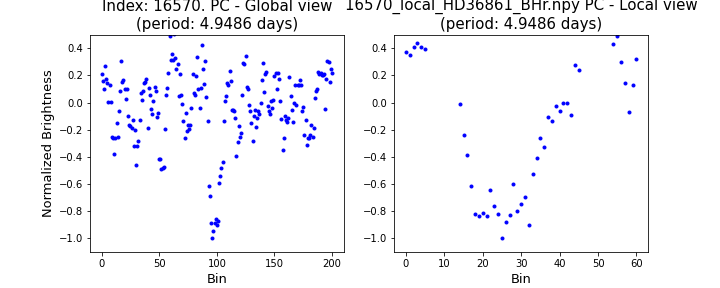 Index: 16570. PC - Global view
(period: 4.9486 days)
16570_local_HD36861_BHr.npy PC - Local view
(period: 4.9486 days)
Normalized Brightness
0.4
0.2
0.0
−0.2
−0.4
−0.6
−0.8
−1.0
0 50 100 150 200
Bin
0.4
0.2
0.0
−0.2
−0.4
−0.6
−0.8
−1.0
0 10 20 30 40 50 60
Bin